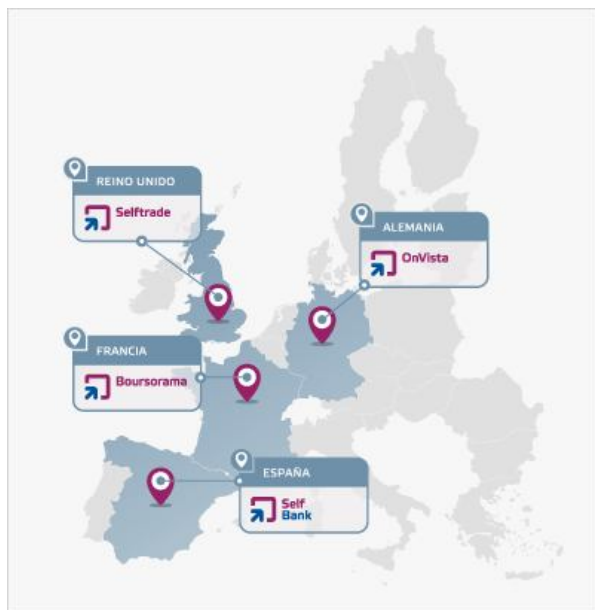 REINO UNIDO
Selftrade
ALEMANIA
OnVista
FRANCIA
Boursorama
ESPAÑA
Self
Bank